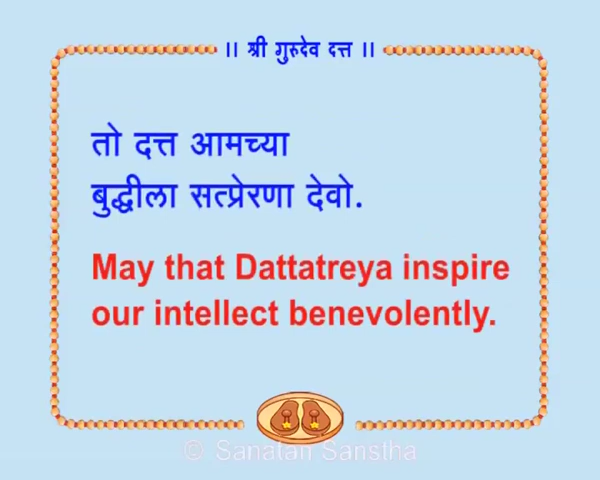 ।। श्री गुरुदेव दत्त ।।
तो दत्त आमच्या
बुद्धीला सत्प्रेरणा देवो.
May that Dattatreya inspire
our intellect benevolently.
© Sanatan Sanstha